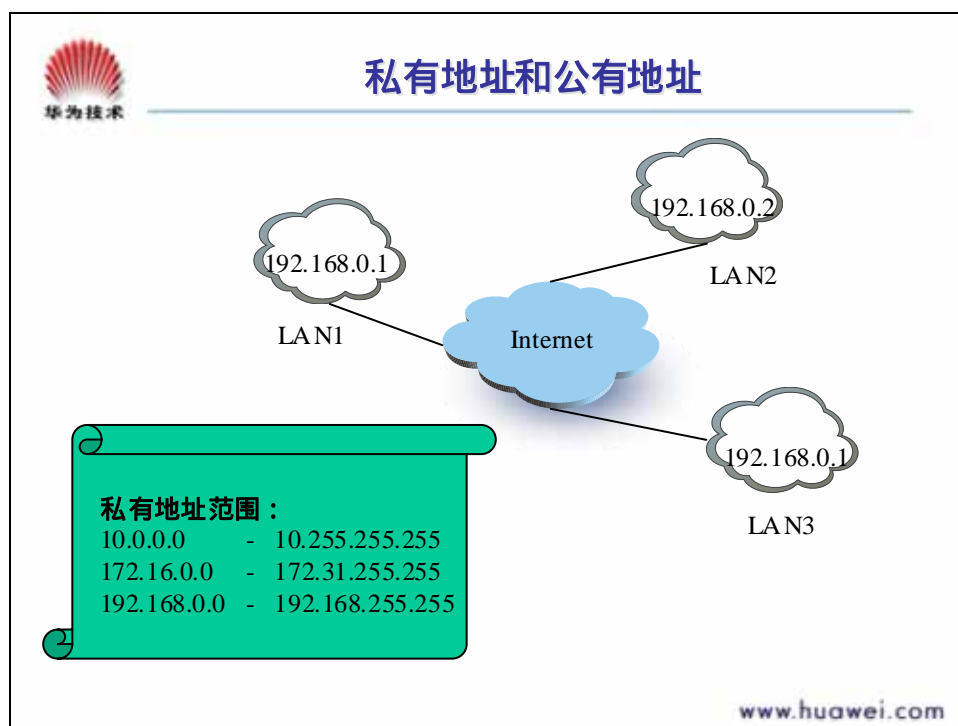 华为技术
私有地址和公有地址
192.168.0.2
192.168.0.1
LAN2
LAN1
Internet
192.168.0.1
LAN3
私有地址范围：
10.0.0.0 - 10.255.255.255
172.16.0.0 - 172.31.255.255
192.168.0.0 - 192.168.255.255
www.huawei.com